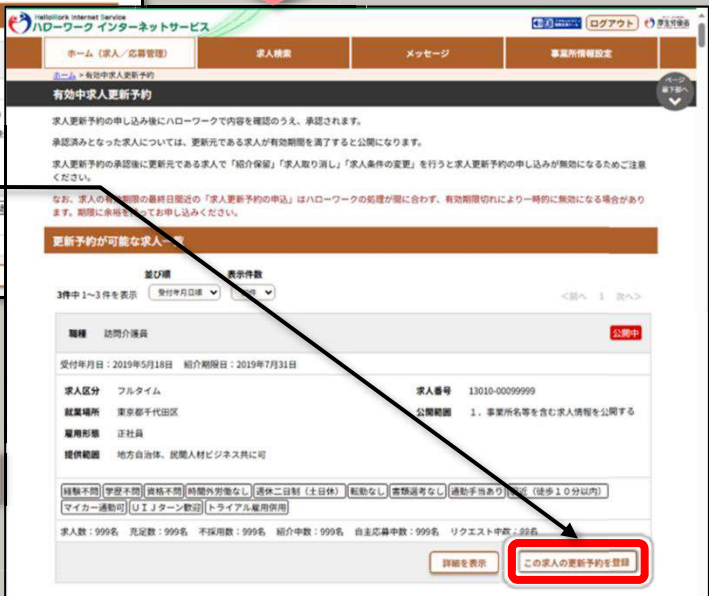 HelloWork Internet Service
ハローワーク インターネットサービス
ログアウト
厚生労働省
ホーム（求人／応募管理）
求人検索
メッセージ
事業所情報設定
ホーム > 有効中求人更新予約
ページ
最下部へ
有効中求人更新予約
求人更新予約の申し込み後にハローワークで内容を確認のうえ、承認されます。
承認済みとなった求人については、更新元である求人が有効期間を満了すると公開になります。
求人更新予約の承認後に更新元である求人で「紹介保留」「求人取り消し」「求人条件の変更」を行うと求人更新予約の申し込みが無効になるためご注意
ください。
なお、求人の有効期限の最終日間近の「求人更新予約の申込」はハローワークの処理が間に合わず、有効期限切れにより一時的に無効になる場合があり
ます。期限に余裕を持ってお申し込みください。
更新予約が可能な求人一覧
並び順
表示件数
3件中 1～3 件を表示
受付年月日順
件
<前へ 1 次へ>
職種 訪問介護員
公開中
受付年月日：2019年5月18日 紹介期限日：2019年7月31日
求人区分 フルタイム
求人番号 13010-00099999
就業場所 東京都千代田区
公開範囲 1．事業所名等を含む求人情報を公開する
雇用形態 正社員
提供範囲 地方自治体、民間人材ビジネス共に可
経験不問 学歴不問 資格不問 時間外労働なし 週休二日制（土日休） 転勤なし 書類選考なし 通勤手当あり 駅近（徒歩１０分以内）
マイカー通勤可 ＵＩＪターン歓迎 トライアル雇用併用
求人数：999名 充足数：999名 不採用数：999名 紹介中数：999名 自主応募中数：999名 リクエスト中数：99名
詳細を表示
この求人の更新予約を登録